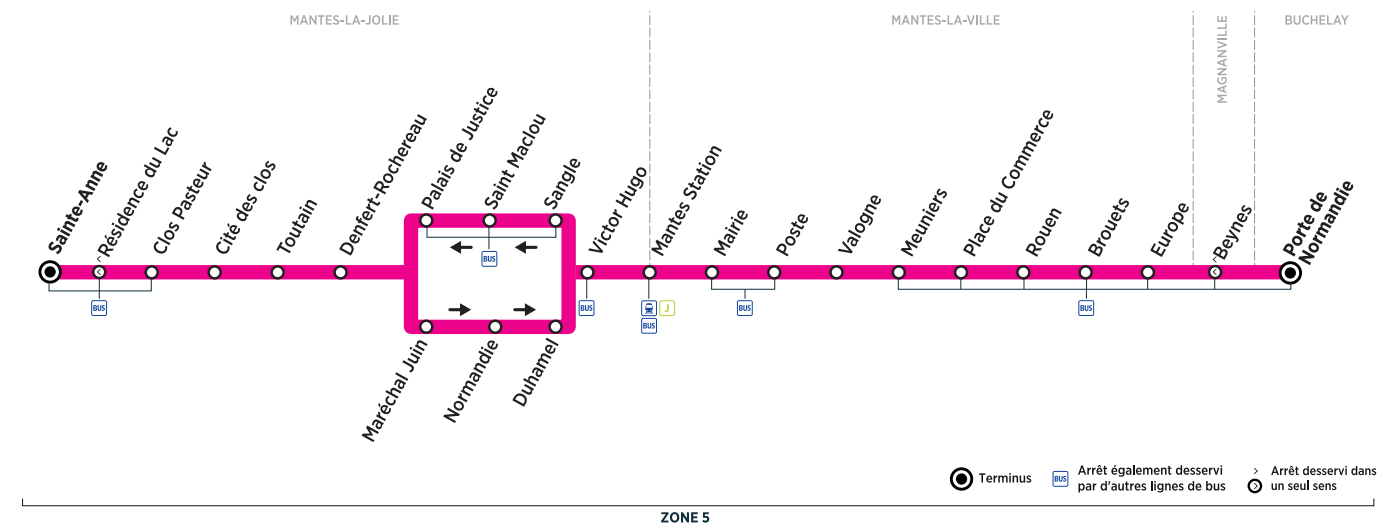 MANTES-LA-JOLIE
MANTES-LA-VILLE
MAGNANVILLE
BUCHELAY
Sainte-Anne
Résidence du Lac
Clos Pasteur
Cité des clos
Toutain
Denfert-Rochereau
Palais de Justice
Saint Maclou
Sangle
Maréchal Juin
Normandie
Duhamel
Victor Hugo
Mantes Station
Mairie
Poste
Valogne
Meuniers
Place du Commerce
Rouen
Brouets
Europe
Beynes
Porte de
Normandie
BUS
BUS
BUS
J
BUS
BUS
BUS
Terminus
BUS
Arrêt également desservi
par d'autres lignes de bus
Arrêt desservi dans
un seul sens
ZONE 5